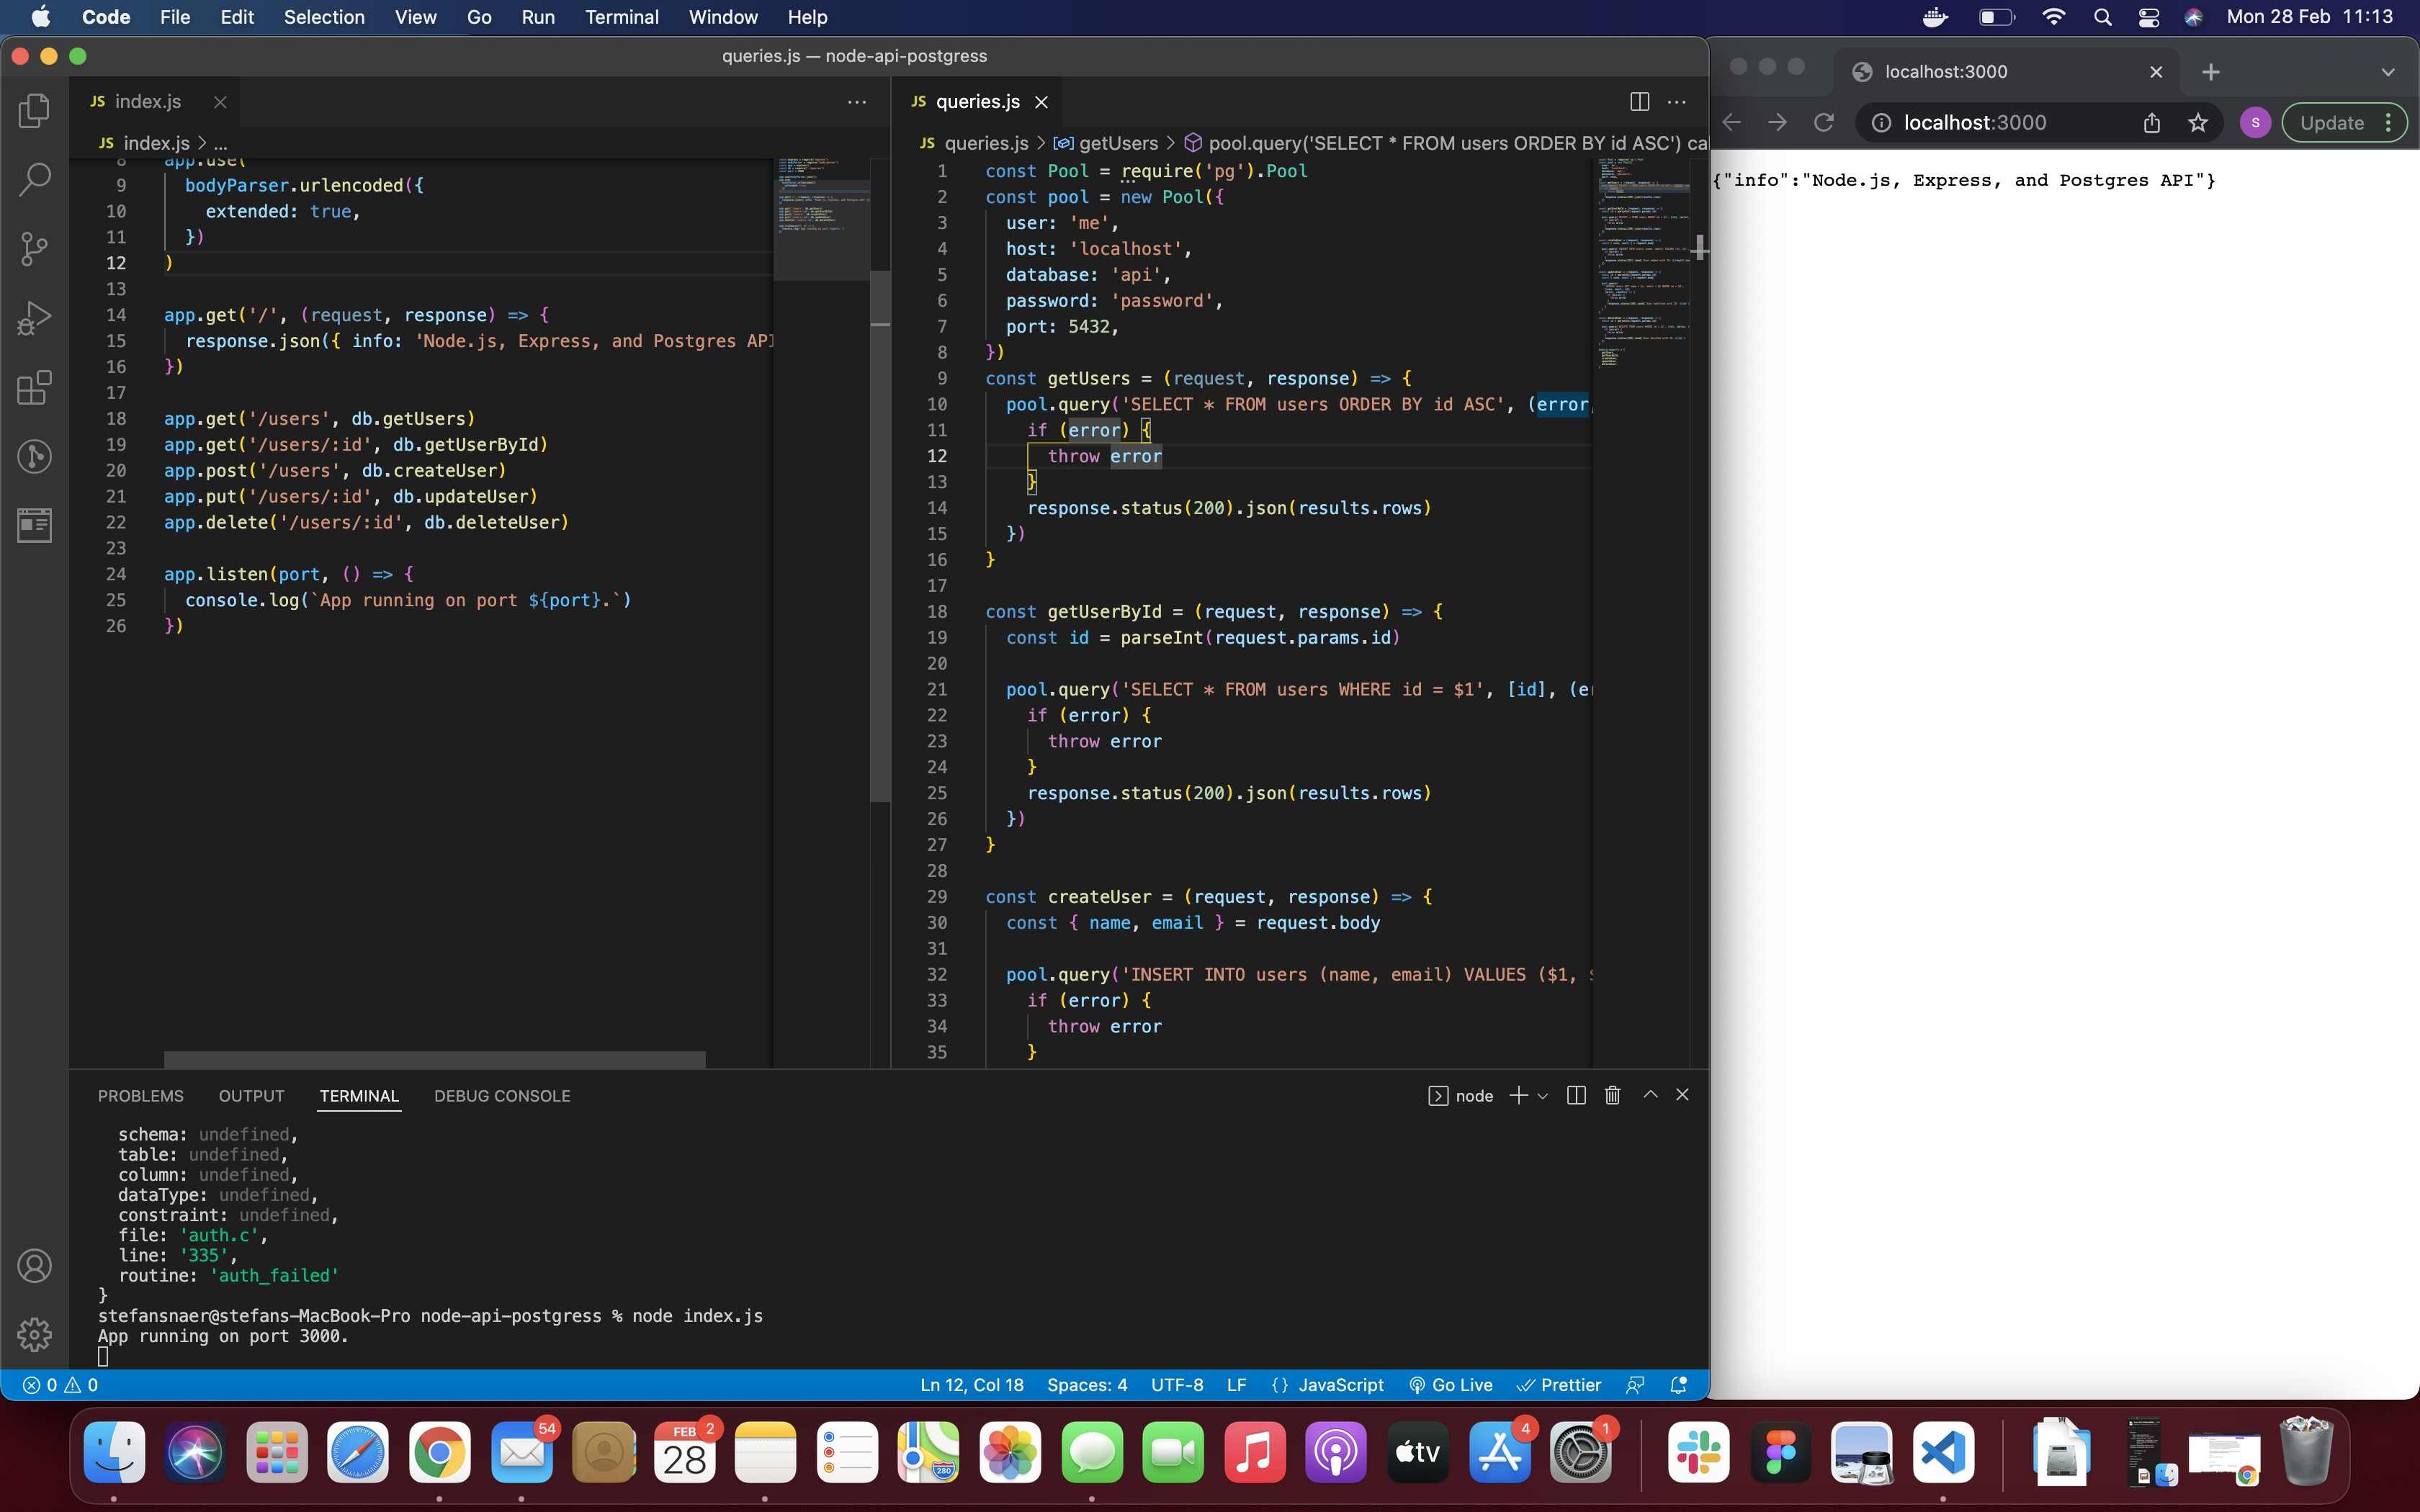 Code File Edit Selection View Go Run Terminal Window Help
Mon 28 Feb 11:13
queries.js — node-api-postgress
JS index.js
JS index.js > ...
8 app.use(
9 bodyParser.urlencoded({
10 extended: true,
11 })
12 )
13
14 app.get('/', (request, response) => {
15 response.json({ info: 'Node.js, Express, and Postgres API
16 })
17
18 app.get('/users', db.getUsers)
19 app.get('/users/:id', db.getUserById)
20 app.post('/users', db.createUser)
21 app.put('/users/:id', db.updateUser)
22 app.delete('/users/:id', db.deleteUser)
23
24 app.listen(port, () => {
25 console.log(`App running on port ${port}.`)
26 })
JS queries.js
JS queries.js > getUsers > pool.query('SELECT * FROM users ORDER BY id ASC') ca
1 const Pool = require('pg').Pool
2 const pool = new Pool({
3 user: 'me',
4 host: 'localhost',
5 database: 'api',
6 password: 'password',
7 port: 5432,
8 })
9 const getUsers = (request, response) => {
10 pool.query('SELECT * FROM users ORDER BY id ASC', (error,
11 if (error) {
12 throw error
13 }
14 response.status(200).json(results.rows)
15 })
16 }
17
18 const getUserById = (request, response) => {
19 const id = parseInt(request.params.id)
20
21 pool.query('SELECT * FROM users WHERE id = $1', [id], (er
22 if (error) {
23 throw error
24 }
25 response.status(200).json(results.rows)
26 })
27 }
28
29 const createUser = (request, response) => {
30 const { name, email } = request.body
31
32 pool.query('INSERT INTO users (name, email) VALUES ($1, $
33 if (error) {
34 throw error
35 }
localhost:3000
localhost:3000
S
Update
{"info":"Node.js, Express, and Postgres API"}
PROBLEMS OUTPUT TERMINAL DEBUG CONSOLE
node
schema: undefined,
table: undefined,
column: undefined,
dataType: undefined,
constraint: undefined,
file: 'auth.c',
line: '335',
routine: 'auth_failed'
}
stefansnaer@stefans-MacBook-Pro node-api-postgress % node index.js
App running on port 3000.
0 0
Ln 12, Col 18 Spaces: 4 UTF-8 LF {} JavaScript Go Live Prettier
54
FEB 2
28
280
tv
4
1